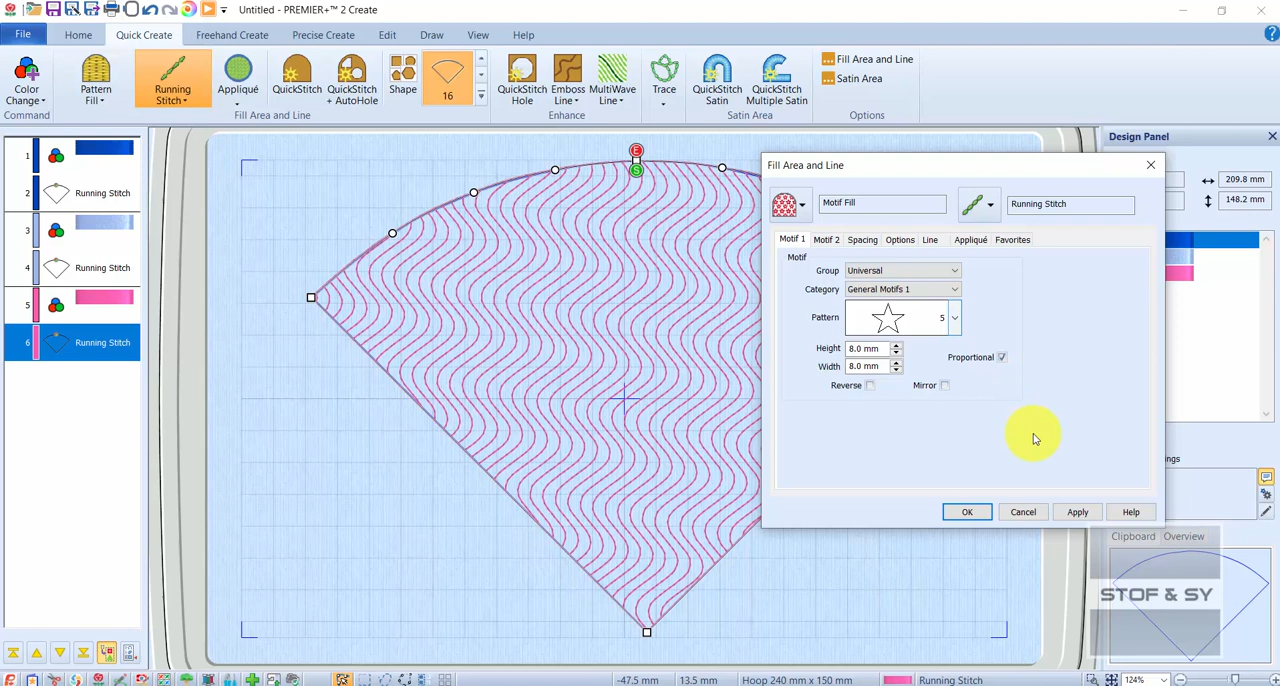 Untitled - PREMIER+™ 2 Create
File Home Quick Create Freehand Create Precise Create Edit Draw View Help
Color Change
Pattern Fill
Running Stitch
Appliqué
QuickStitch
QuickStitch + AutoHole
Shape
16
QuickStitch Hole
Emboss Line
MultiWave Line
Trace
QuickStitch Satin
QuickStitch Multiple Satin
Fill Area and Line
Satin Area
Command Fill Area and Line Enhance Satin Area Options
1
2 Running Stitch
3
4 Running Stitch
5
6 Running Stitch
E
S
Design Panel
209.8 mm
148.2 mm
Fill Area and Line
Motif Fill Running Stitch
Motif 1 Motif 2 Spacing Options Line Appliqué Favorites
Motif
Group Universal
Category General Motifs 1
Pattern 5
Height 8.0 mm
Proportional
Width 8.0 mm
Reverse Mirror
OK Cancel Apply Help
ngs
Clipboard Overview
STOF & SY
-47.5 mm 13.5 mm Hoop 240 mm x 150 mm Running Stitch 124%